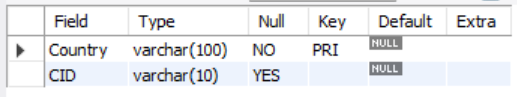 Field Type Null Key Default Extra
Country varchar(100) NO PRI NULL
CID varchar(10) YES NULL